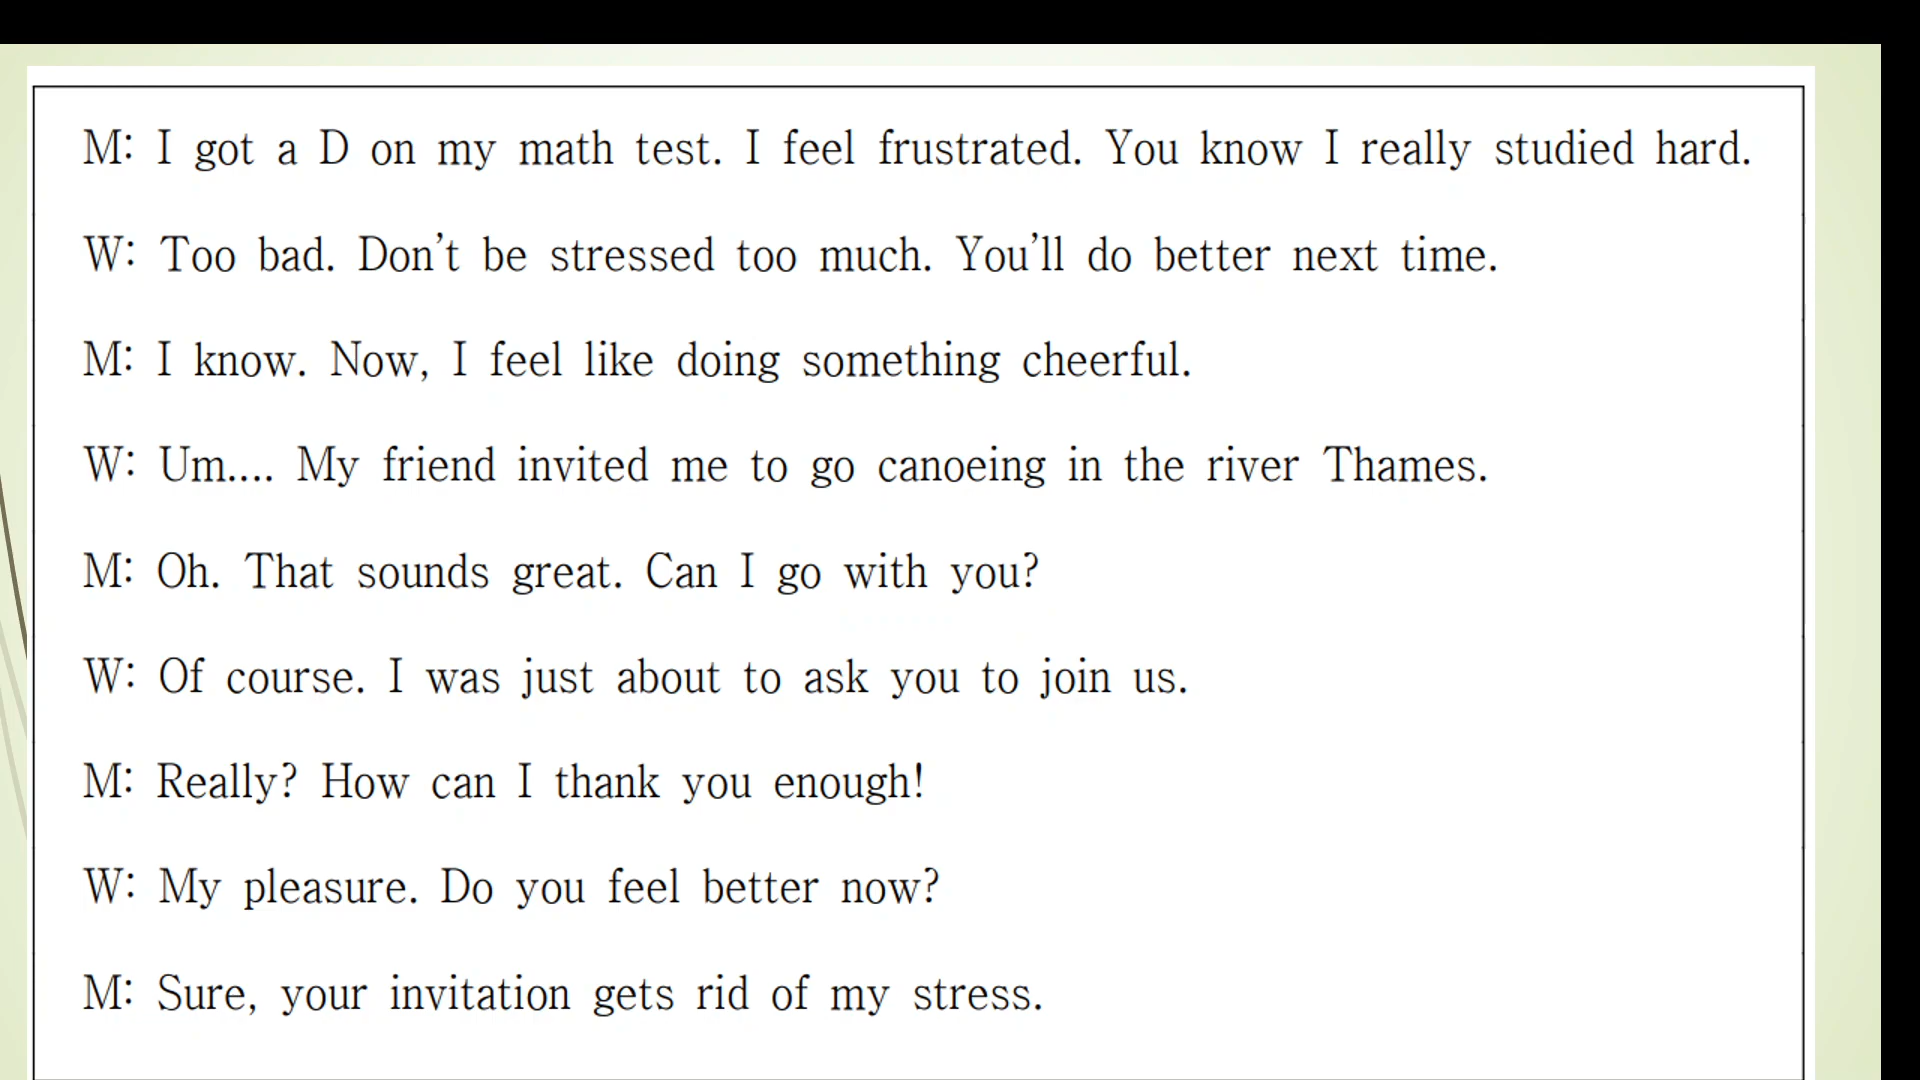 M: I got a D on my math test. I feel frustrated. You know I really studied hard.
W: Too bad. Don't be stressed too much. You'll do better next time.
M: I know. Now, I feel like doing something cheerful.
W: Um.... My friend invited me to go canoeing in the river Thames.
M: Oh. That sounds great. Can I go with you?
W: Of course. I was just about to ask you to join us.
M: Really? How can I thank you enough!
W: My pleasure. Do you feel better now?
M: Sure, your invitation gets rid of my stress.